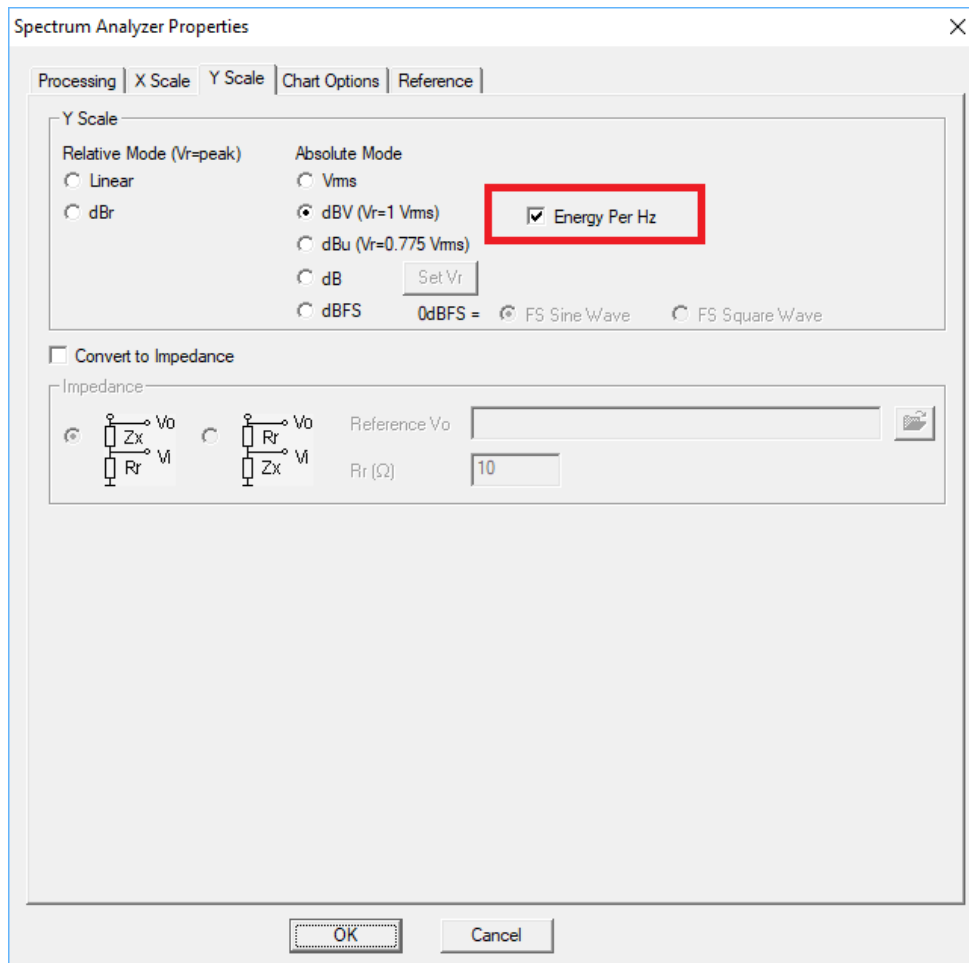 Spectrum Analyzer Properties
Processing X Scale Y Scale Chart Options Reference
Y Scale
Relative Mode (Vr=peak) Absolute Mode
Linear Vrms
dBr dBV (Vr=1 Vrms) Energy Per Hz
dBu (Vr=0.775 Vrms)
dB Set Vr
dBFS 0dBFS = FS Sine Wave FS Square Wave
Convert to Impedance
Impedance
Vo Vo Reference Vo
Zx Rr
Vi Vi
Rr Zx Rr (Ω) 10
OK Cancel